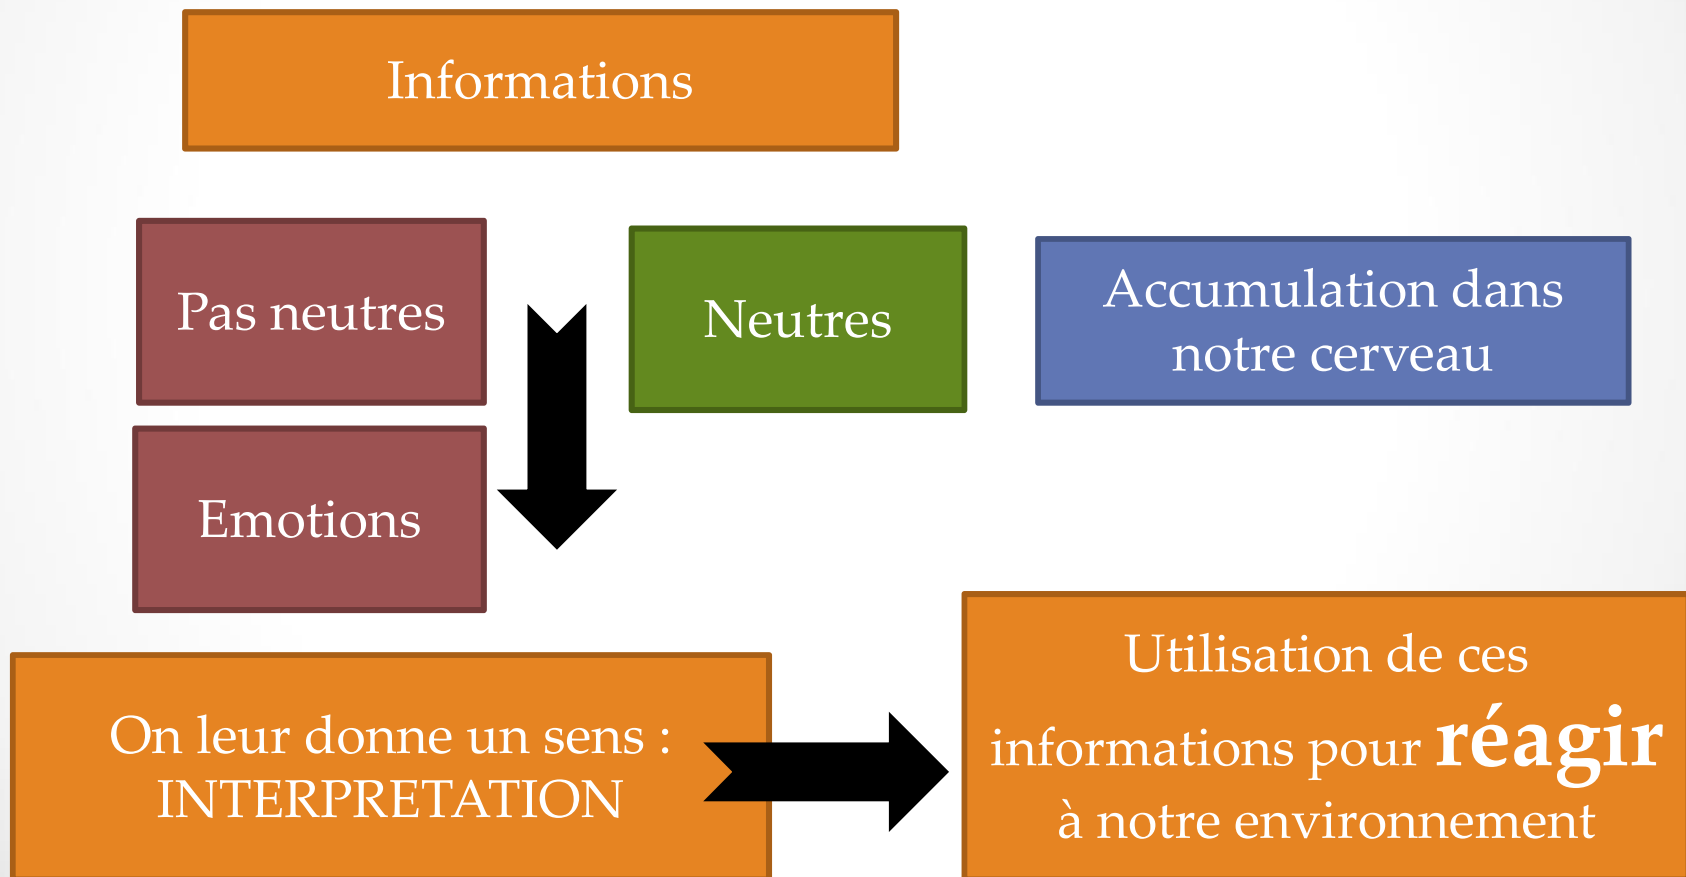 Informations
Pas neutres
Neutres
Accumulation dans
notre cerveau
Emotions
On leur donne un sens :
INTERPRETATION
Utilisation de ces
informations pour réagir
à notre environnement